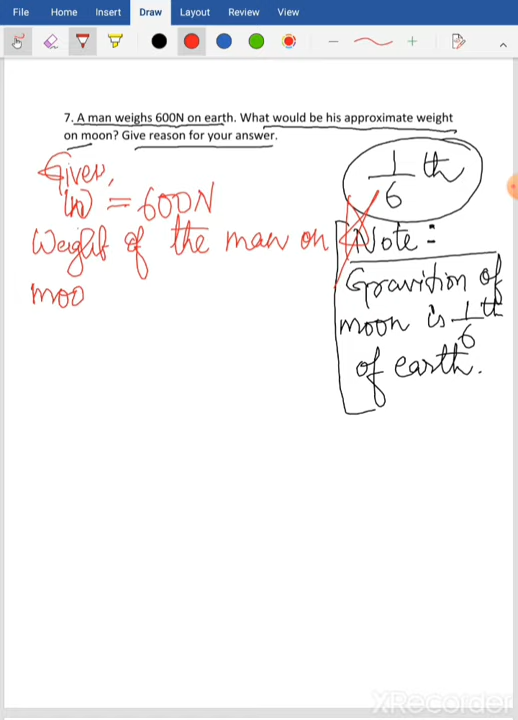 File Home Insert Draw Layout Review View
7. A man weighs 600N on earth. What would be his approximate weight
on moon? Give reason for your answer.
1/6 th
Given,
(W) = 600N
Weight of the man on
moo
Note :
Gravition of
moon is 1/6 th
of earth.
XRecorder